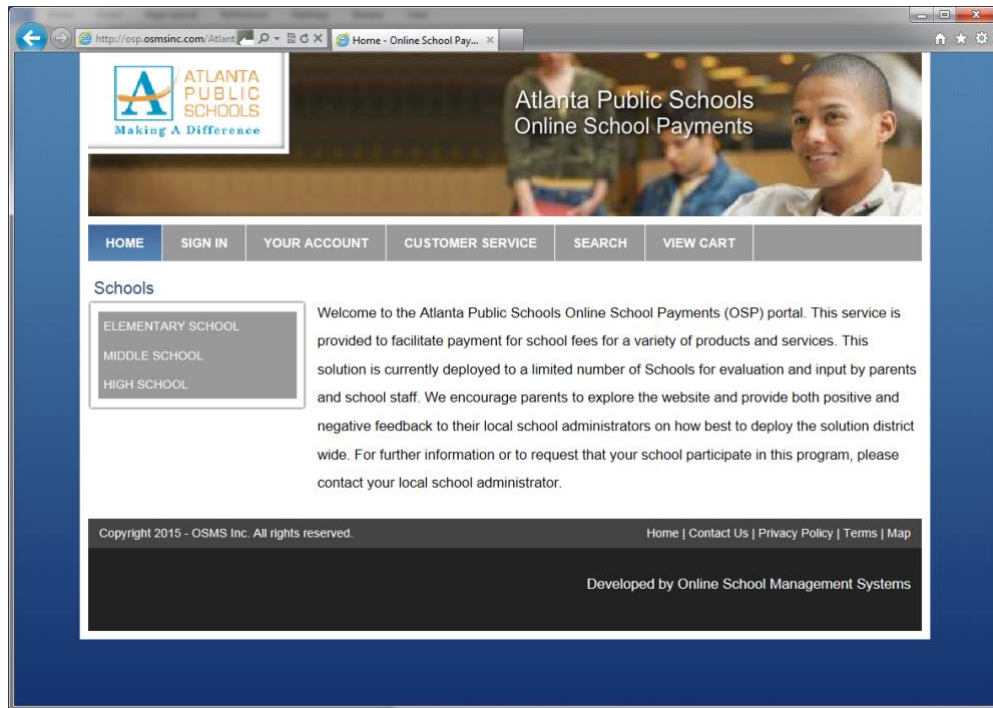 http://osp.osmsinc.com/Atlant
Home - Online School Pay...
ATLANTA
PUBLIC
SCHOOLS
Making A Difference
Atlanta Public Schools
Online School Payments
HOME SIGN IN YOUR ACCOUNT CUSTOMER SERVICE SEARCH VIEW CART
Schools
ELEMENTARY SCHOOL
MIDDLE SCHOOL
HIGH SCHOOL
Welcome to the Atlanta Public Schools Online School Payments (OSP) portal. This service is
provided to facilitate payment for school fees for a variety of products and services. This
solution is currently deployed to a limited number of Schools for evaluation and input by parents
and school staff. We encourage parents to explore the website and provide both positive and
negative feedback to their local school administrators on how best to deploy the solution district
wide. For further information or to request that your school participate in this program, please
contact your local school administrator.
Copyright 2015 - OSMS Inc. All rights reserved. Home | Contact Us | Privacy Policy | Terms | Map
Developed by Online School Management Systems